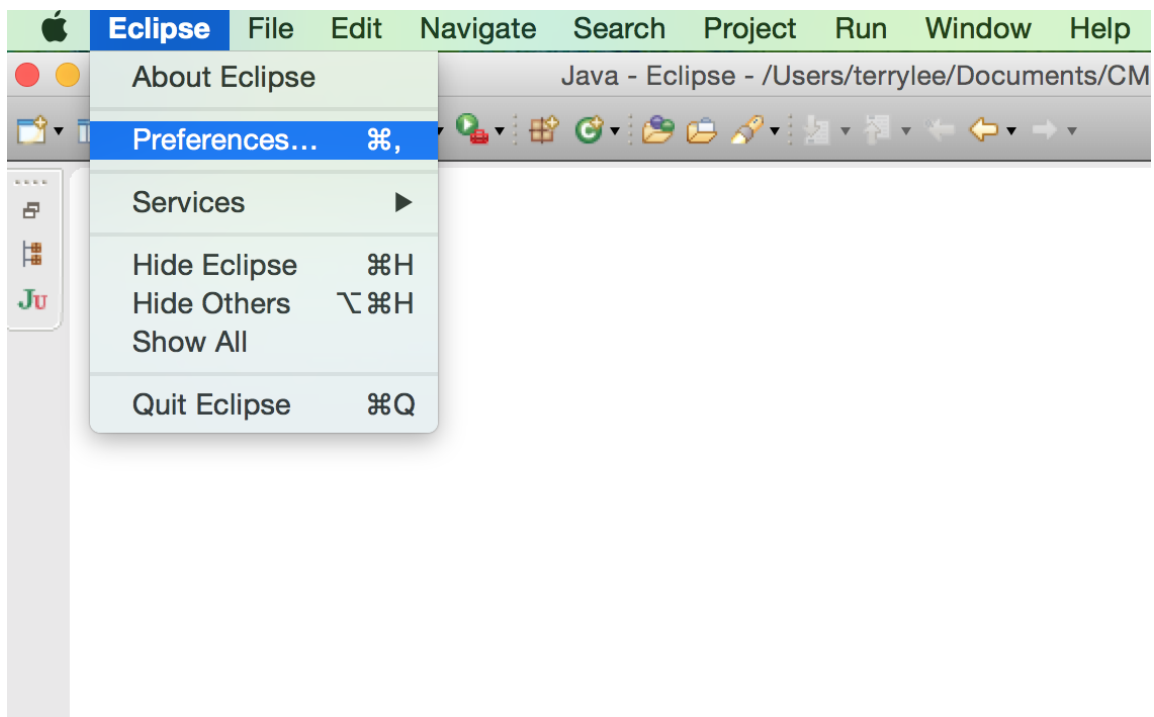 Eclipse File Edit Navigate Search Project Run Window Help
Java - Eclipse - /Users/terrylee/Documents/CM
About Eclipse
Preferences... ⌘,
Services ▶
Hide Eclipse ⌘H
Hide Others ⌥⌘H
Show All
Quit Eclipse ⌘Q
JU